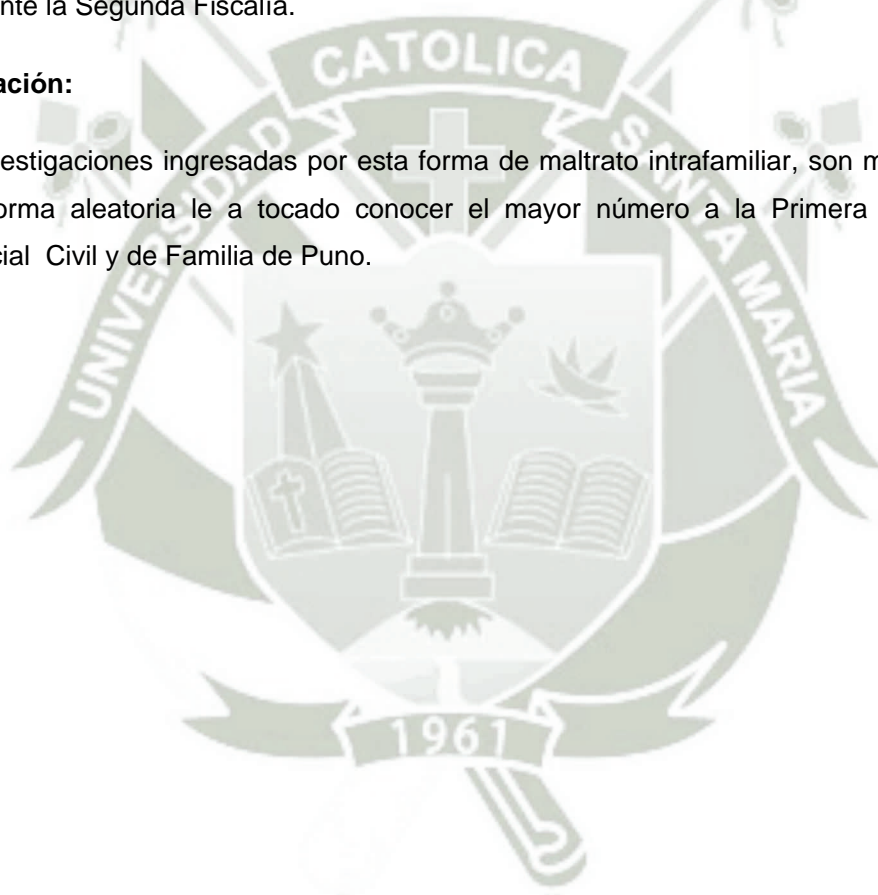 nte la Segunda Fiscalía.
ación:
estigaciones ingresadas por esta forma de maltrato intrafamiliar, son m
orma aleatoria le a tocado conocer el mayor número a la Primera
cial Civil y de Familia de Puno.
UNIVERSIDAD CATOLICA SANTA MARIA
1961